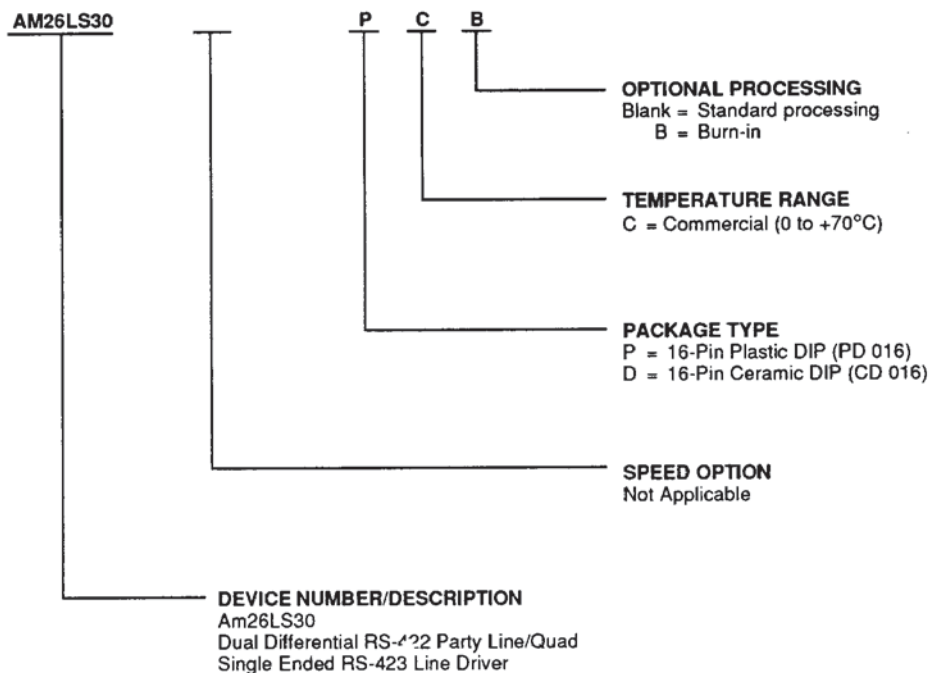 AM26LS30 P C B
OPTIONAL PROCESSING
Blank = Standard processing
B = Burn-in
TEMPERATURE RANGE
C = Commercial (0 to +70°C)
PACKAGE TYPE
P = 16-Pin Plastic DIP (PD 016)
D = 16-Pin Ceramic DIP (CD 016)
SPEED OPTION
Not Applicable
DEVICE NUMBER/DESCRIPTION
Am26LS30
Dual Differential RS-422 Party Line/Quad
Single Ended RS-423 Line Driver